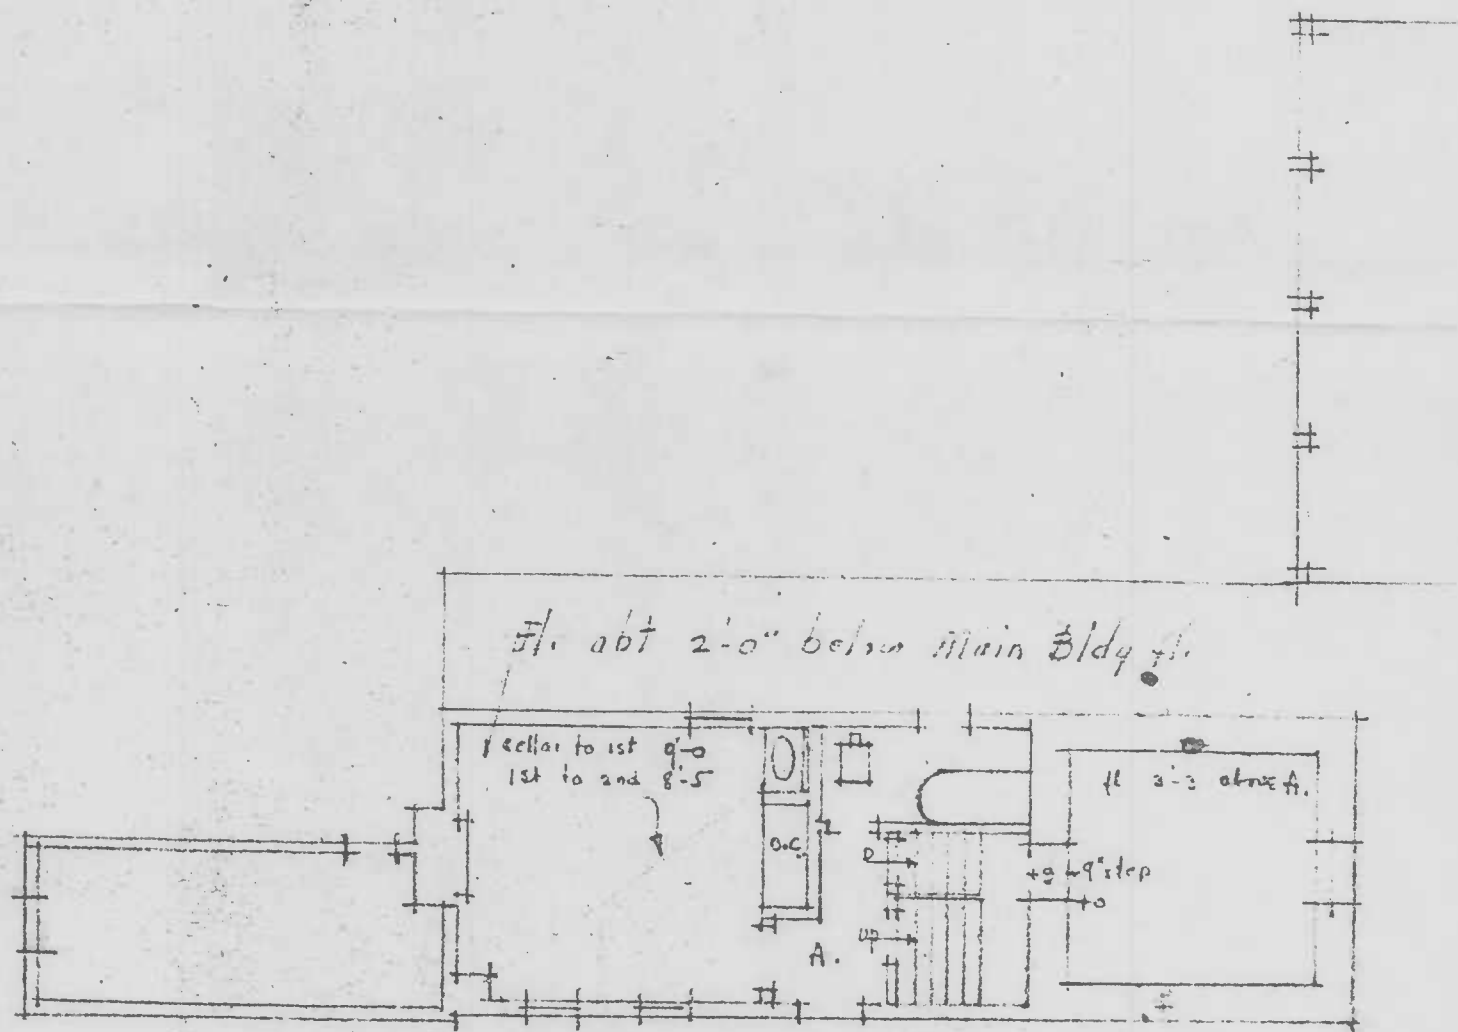 Fl. abt 2'-0" below Main Bldg fl.
cellar to 1st 9'-0
1st to 2nd 8'-5
fl 3'-3 above A.
D.C.
D
9" step
UP
A.